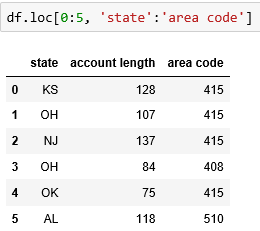 df.loc[0:5, 'state':'area code']
state account length area code
0 KS 128 415
1 OH 107 415
2 NJ 137 415
3 OH 84 408
4 OK 75 415
5 AL 118 510